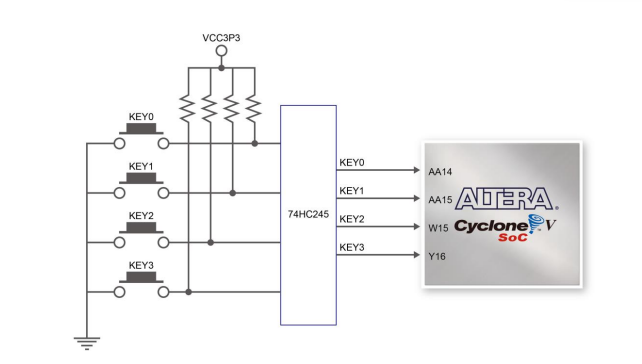 VCC3P3
KEY0
KEY1
KEY2
KEY3
74HC245
KEY0
KEY1
KEY2
KEY3
AA14
AA15
W15
Y16
ALTERA.
Cyclone V
SoC